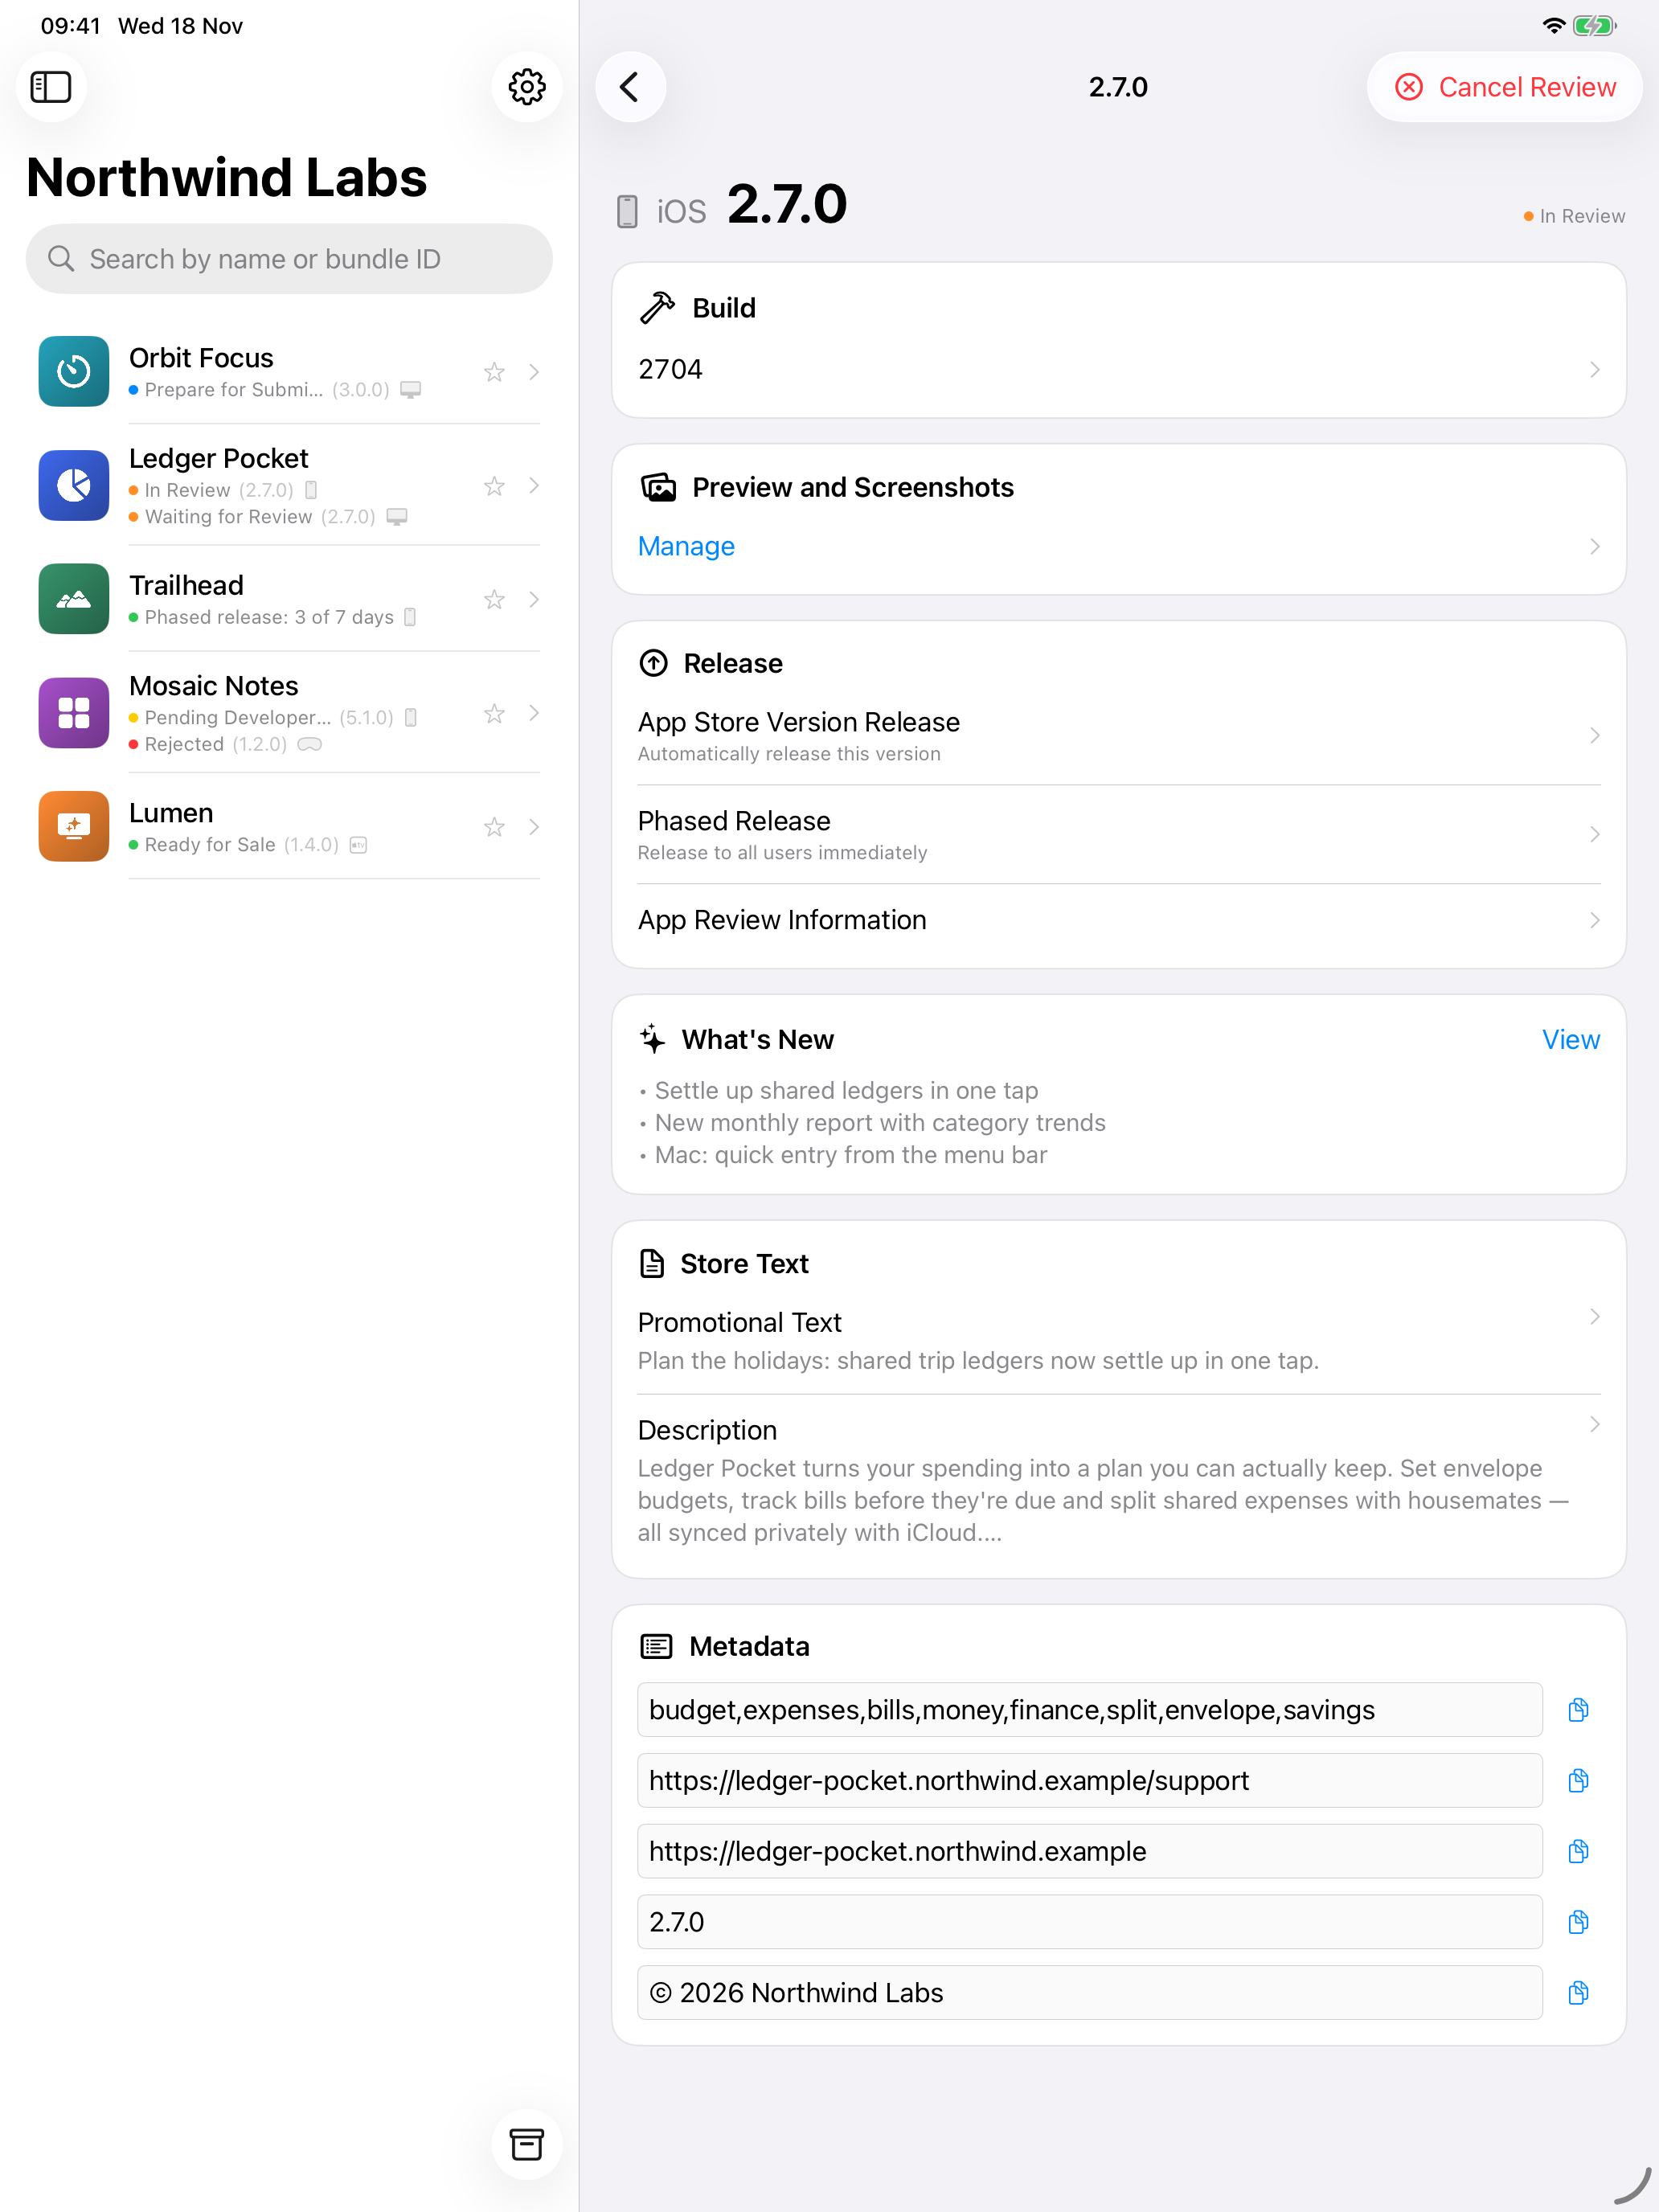 09:41 Wed 18 Nov
Northwind Labs
Search by name or bundle ID
Orbit Focus
Prepare for Submi... (3.0.0)
Ledger Pocket
In Review (2.7.0)
Waiting for Review (2.7.0)
Trailhead
Phased release: 3 of 7 days
Mosaic Notes
Pending Developer... (5.1.0)
Rejected (1.2.0)
Lumen
Ready for Sale (1.4.0) tv
2.7.0
Cancel Review
iOS 2.7.0
In Review
Build
2704
Preview and Screenshots
Manage
Release
App Store Version Release
Automatically release this version
Phased Release
Release to all users immediately
App Review Information
What's New
View
• Settle up shared ledgers in one tap
• New monthly report with category trends
• Mac: quick entry from the menu bar
Store Text
Promotional Text
Plan the holidays: shared trip ledgers now settle up in one tap.
Description
Ledger Pocket turns your spending into a plan you can actually keep. Set envelope
budgets, track bills before they're due and split shared expenses with housemates —
all synced privately with iCloud....
Metadata
budget,expenses,bills,money,finance,split,envelope,savings
https://ledger-pocket.northwind.example/support
https://ledger-pocket.northwind.example
2.7.0
© 2026 Northwind Labs